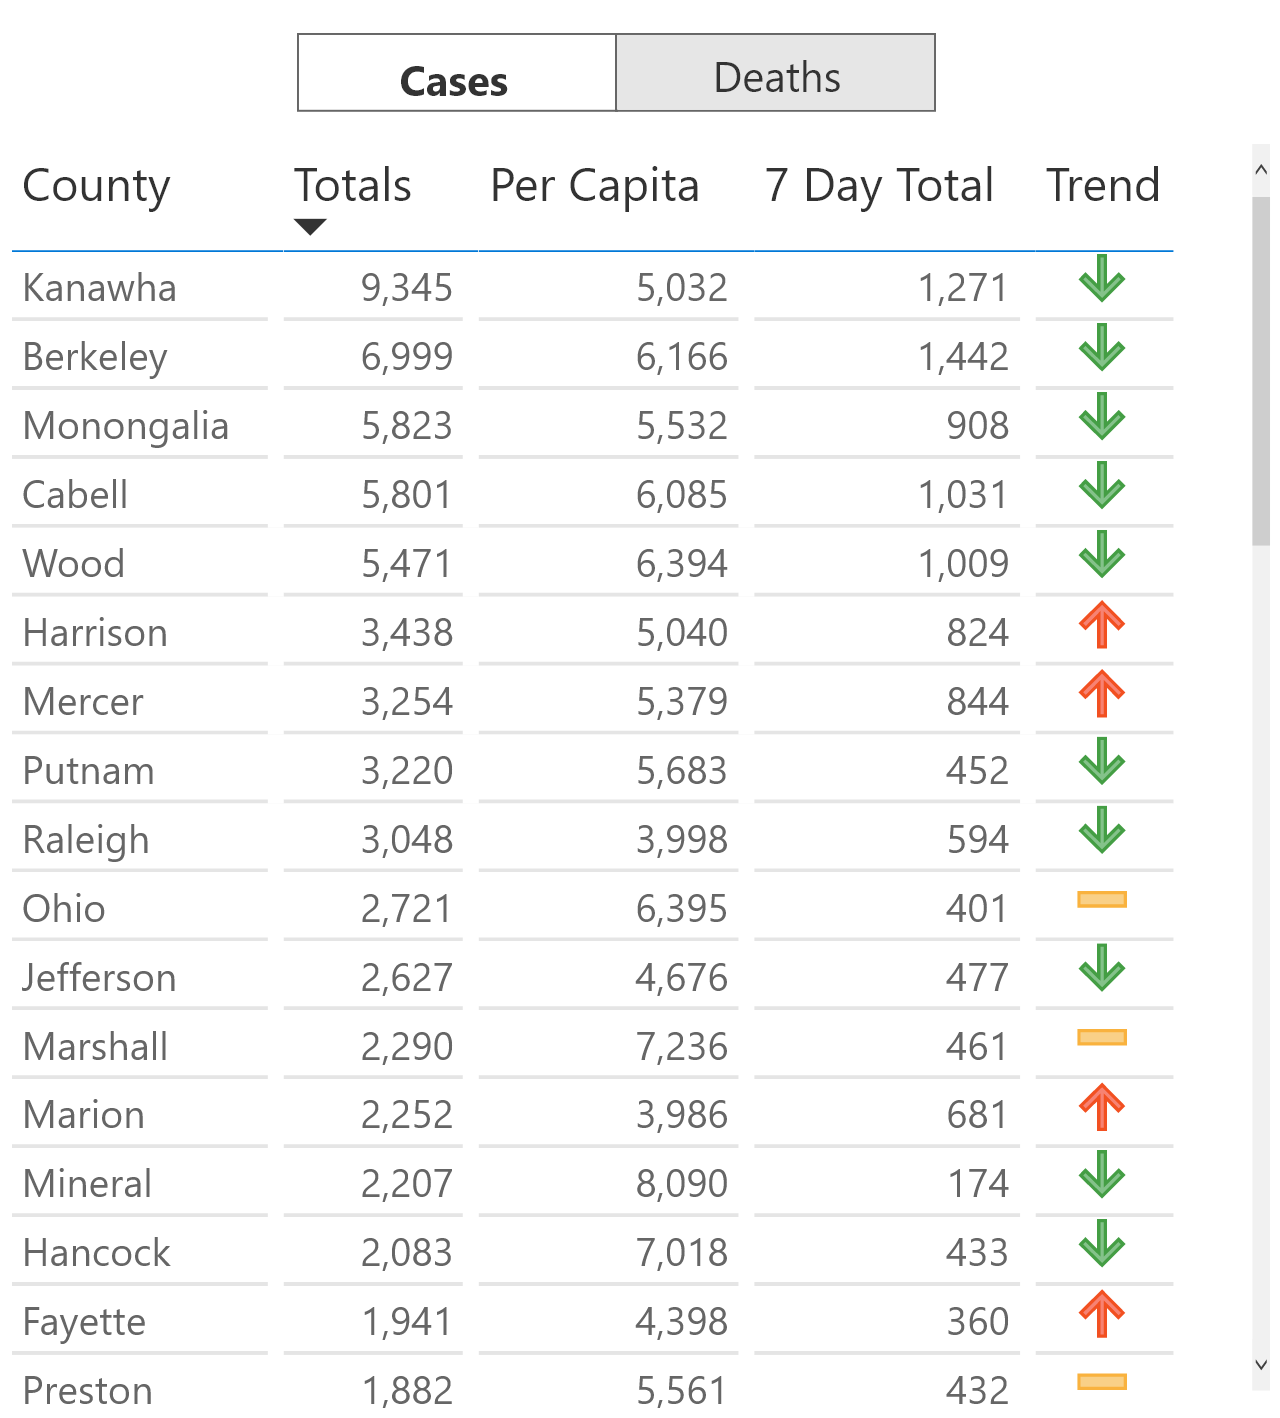 Cases Deaths
County Totals Per Capita 7 Day Total Trend
Kanawha 9,345 5,032 1,271
Berkeley 6,999 6,166 1,442
Monongalia 5,823 5,532 908
Cabell 5,801 6,085 1,031
Wood 5,471 6,394 1,009
Harrison 3,438 5,040 824
Mercer 3,254 5,379 844
Putnam 3,220 5,683 452
Raleigh 3,048 3,998 594
Ohio 2,721 6,395 401
Jefferson 2,627 4,676 477
Marshall 2,290 7,236 461
Marion 2,252 3,986 681
Mineral 2,207 8,090 174
Hancock 2,083 7,018 433
Fayette 1,941 4,398 360
Preston 1,882 5,561 432